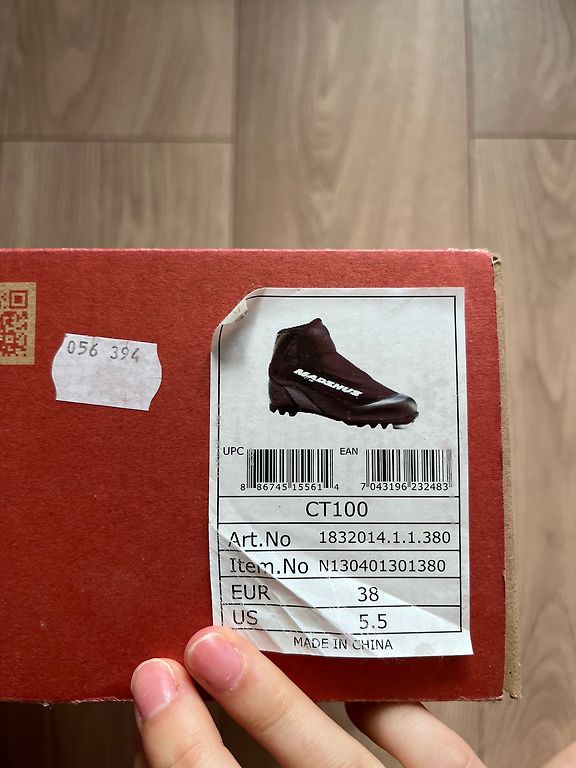 056 394
MADSHUS
UPC
EAN
8 86745 15561 4
7 043196 232483
CT100
Art.No 1832014.1.1.380
Item.No N130401301380
EUR 38
US 5.5
MADE IN CHINA